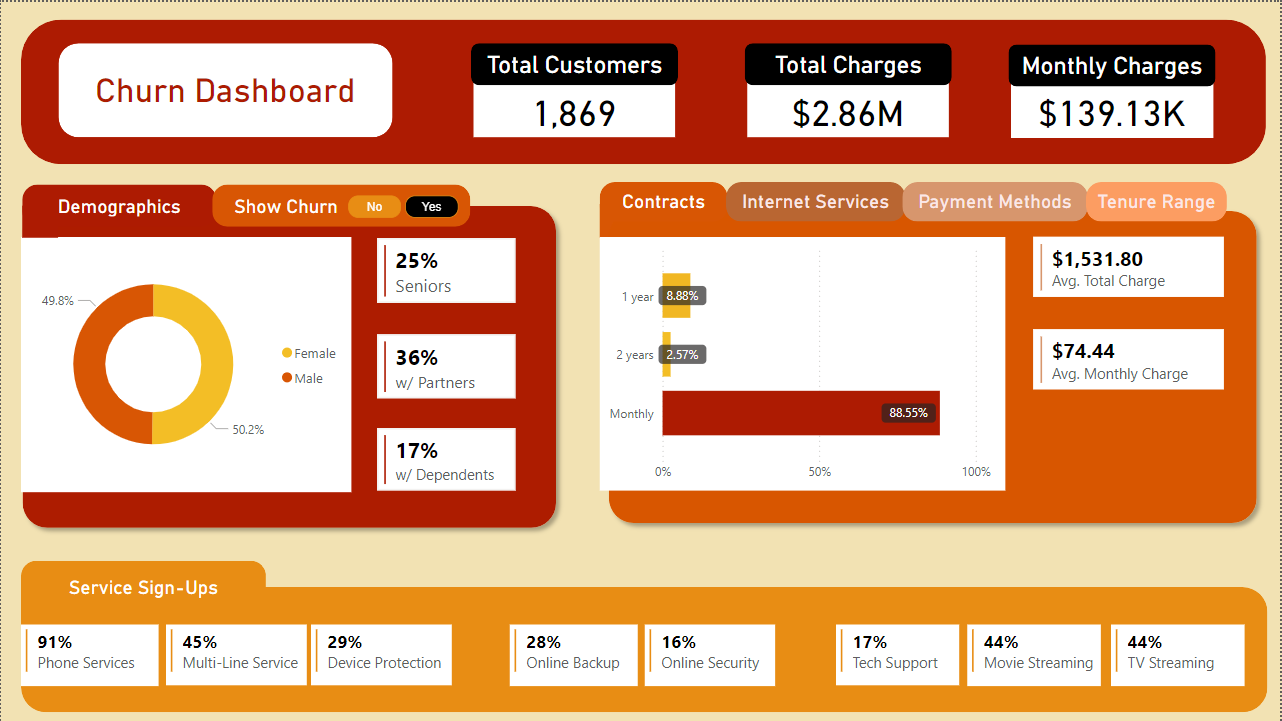 Churn Dashboard
Total Customers
1,869
Total Charges
$2.86M
Monthly Charges
$139.13K
Demographics
Show Churn
No
Yes
49.8%
50.2%
Female
Male
25%
Seniors
36%
w/ Partners
17%
w/ Dependents
Contracts
Internet Services
Payment Methods
Tenure Range
1 year
8.88%
2 years
2.57%
Monthly
88.55%
0%
50%
100%
$1,531.80
Avg. Total Charge
$74.44
Avg. Monthly Charge
Service Sign-Ups
91%
Phone Services
45%
Multi-Line Service
29%
Device Protection
28%
Online Backup
16%
Online Security
17%
Tech Support
44%
Movie Streaming
44%
TV Streaming